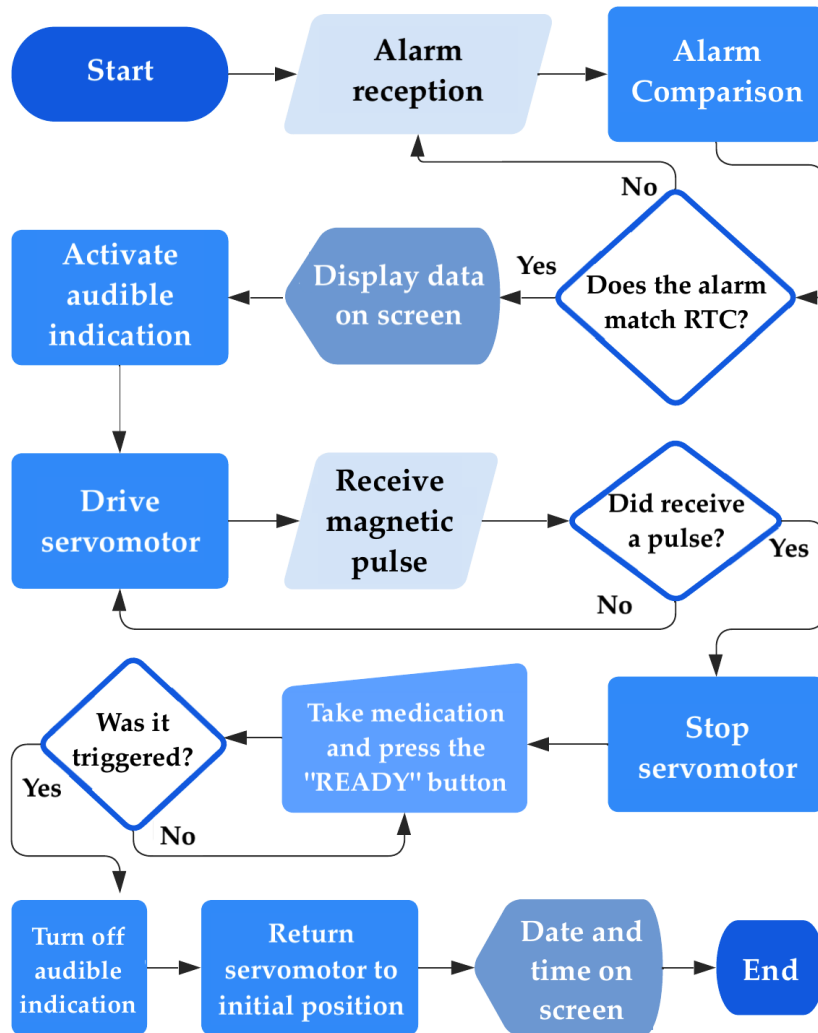 Start
Alarm
reception
Alarm
Comparison
No
Does the alarm
match RTC?
Yes
Display data
on screen
Activate
audible
indication
Drive
servomotor
Receive
magnetic
pulse
Did receive
a pulse?
Yes
No
Stop
servomotor
Take medication
and press the
"READY" button
Was it
triggered?
Yes
No
Turn off
audible
indication
Return
servomotor to
initial position
Date and
time on
screen
End